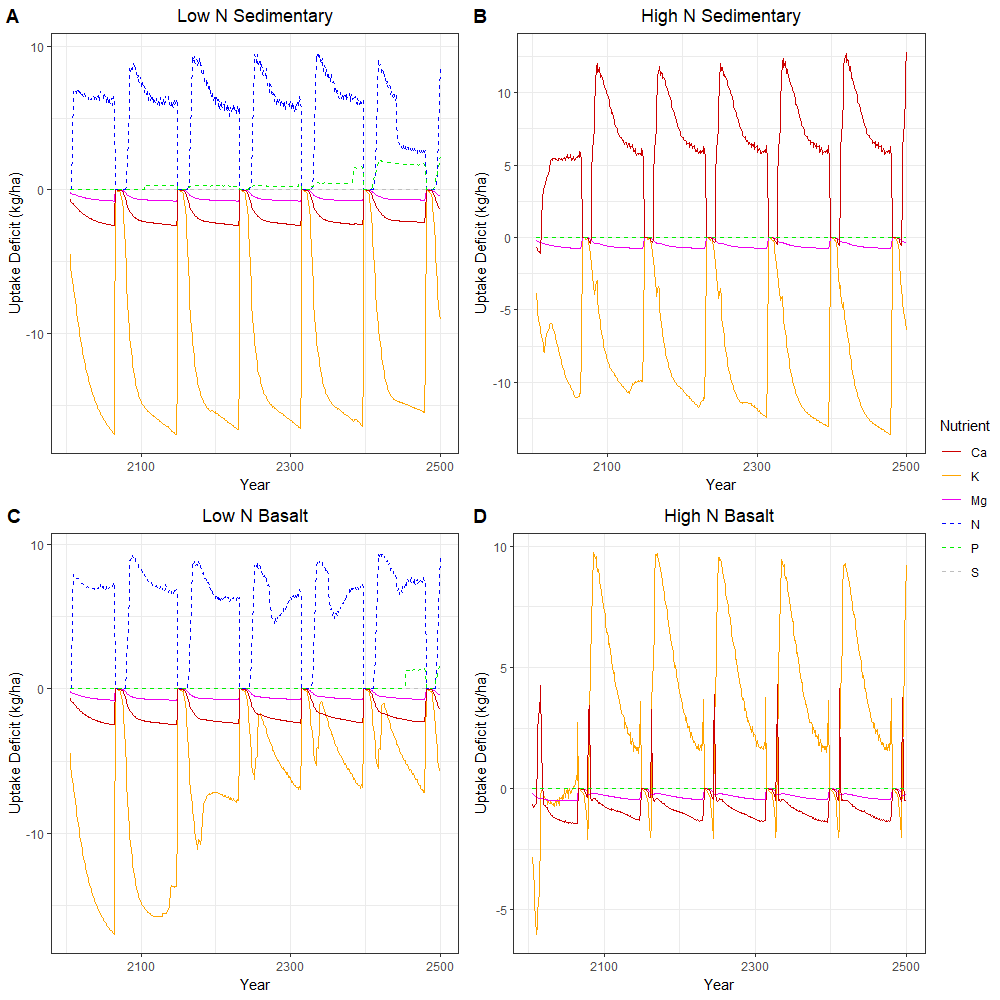 A Low N Sedimentary
Uptake Deficit (kg/ha)
10
0
-10
2100 2300 2500
Year
B High N Sedimentary
Uptake Deficit (kg/ha)
10
5
0
-5
-10
2100 2300 2500
Year
C Low N Basalt
Uptake Deficit (kg/ha)
10
0
-10
2100 2300 2500
Year
D High N Basalt
Uptake Deficit (kg/ha)
10
5
0
-5
2100 2300 2500
Year
Nutrient
Ca
K
Mg
N
P
S